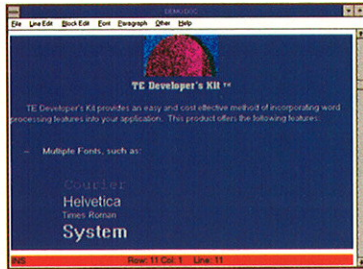 DEMO.DOC
File Line Edit Block Edit Font Paragraph Other Help
TE Developer's Kit ™
TE Developer's Kit provides an easy and cost effective method of incorporating word
processing features into your application. This product offers the following features:
– Multiple Fonts, such as:
Courier
Helvetica
Times Roman
System
INS Row: 11 Col: 1 Line: 11